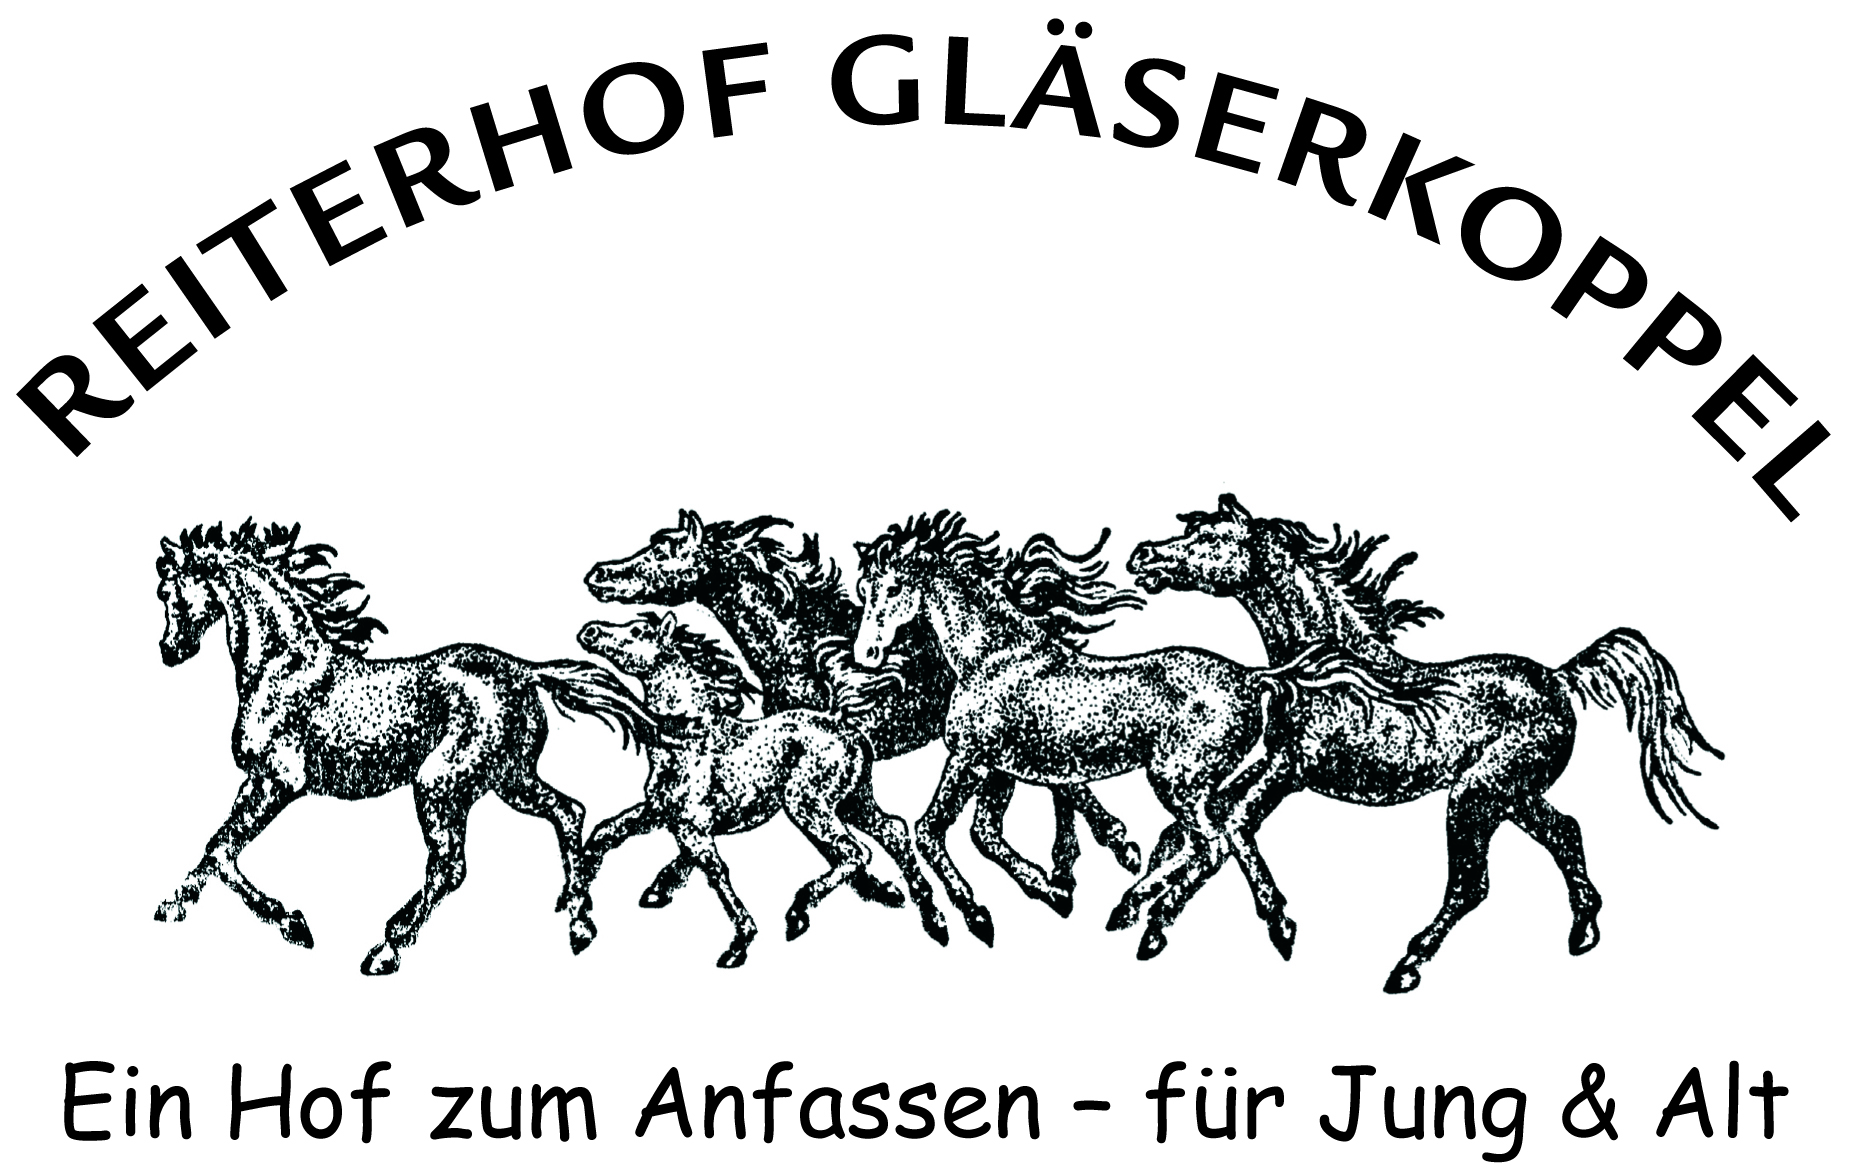 REITERHOF GLÄSERKOPPEL
Ein Hof zum Anfassen – für Jung & Alt